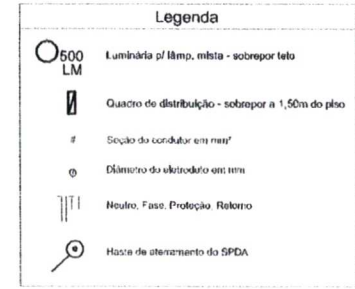 Legenda
500
LM
Luminária p/ lâmp. mista - sobrepor teto
Quadro de distribuição - sobrepor a 1,50m do piso
# Seção do condutor em mm²
Ø Diâmetro do eletroduto em mm
Neutro, Fase, Proteção, Retorno
Haste de aterramento do SPDA